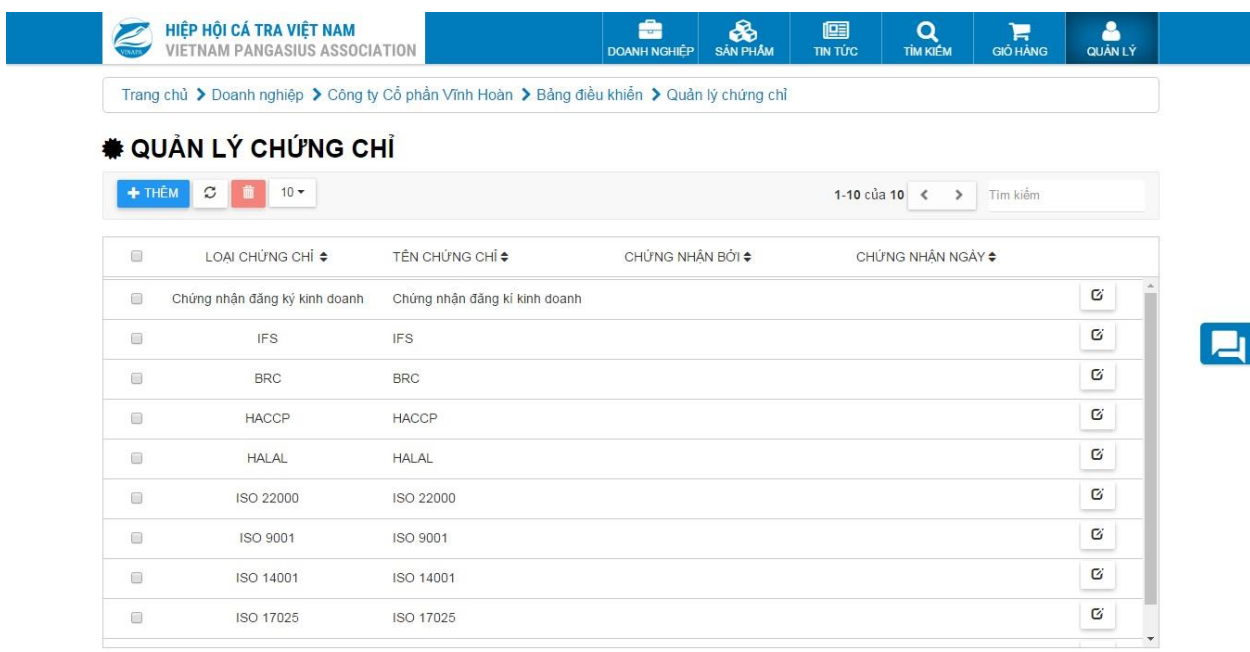 HIỆP HỘI CÁ TRA VIỆT NAM
VIETNAM PANGASIUS ASSOCIATION
VINAPA
DOANH NGHIỆP SẢN PHẨM TIN TỨC TÌM KIẾM GIỎ HÀNG QUẢN LÝ
Trang chủ Doanh nghiệp Công ty Cổ phần Vĩnh Hoàn Bảng điều khiển Quản lý chứng chỉ
QUẢN LÝ CHỨNG CHỈ
THÊM 10 1-10 của 10 Tìm kiếm
LOẠI CHỨNG CHỈ TÊN CHỨNG CHỈ CHỨNG NHẬN BỞI CHỨNG NHẬN NGÀY
Chứng nhận đăng ký kinh doanh Chứng nhận đăng kí kinh doanh
IFS IFS
BRC BRC
HACCP HACCP
HALAL HALAL
ISO 22000 ISO 22000
ISO 9001 ISO 9001
ISO 14001 ISO 14001
ISO 17025 ISO 17025